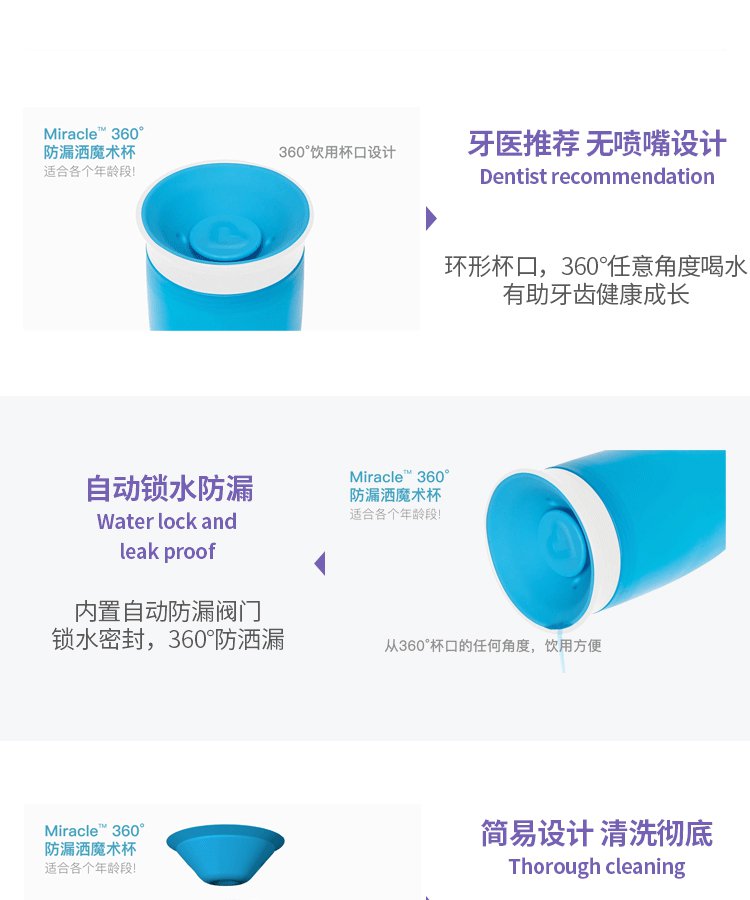 Miracle™ 360°
防漏洒魔术杯
适合各个年龄段!
360°饮用杯口设计
牙医推荐 无喷嘴设计
Dentist recommendation
环形杯口，360°任意角度喝水
有助牙齿健康成长
自动锁水防漏
Water lock and
leak proof
内置自动防漏阀门
锁水密封，360°防洒漏
Miracle™ 360°
防漏洒魔术杯
适合各个年龄段!
从360°杯口的任何角度，饮用方便
Miracle™ 360°
防漏洒魔术杯
适合各个年龄段!
简易设计 清洗彻底
Thorough cleaning